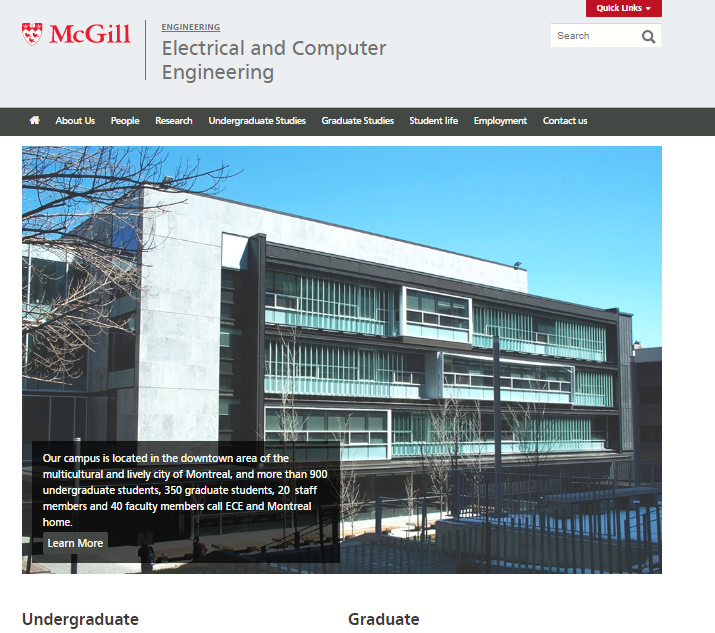 Quick Links
McGill
ENGINEERING
Electrical and Computer
Engineering
Search
About Us People Research Undergraduate Studies Graduate Studies Student life Employment Contact us
Our campus is located in the downtown area of the
multicultural and lively city of Montreal, and more than 900
undergraduate students, 350 graduate students, 20 staff
members and 40 faculty members call ECE and Montreal
home.
Learn More
Undergraduate Graduate